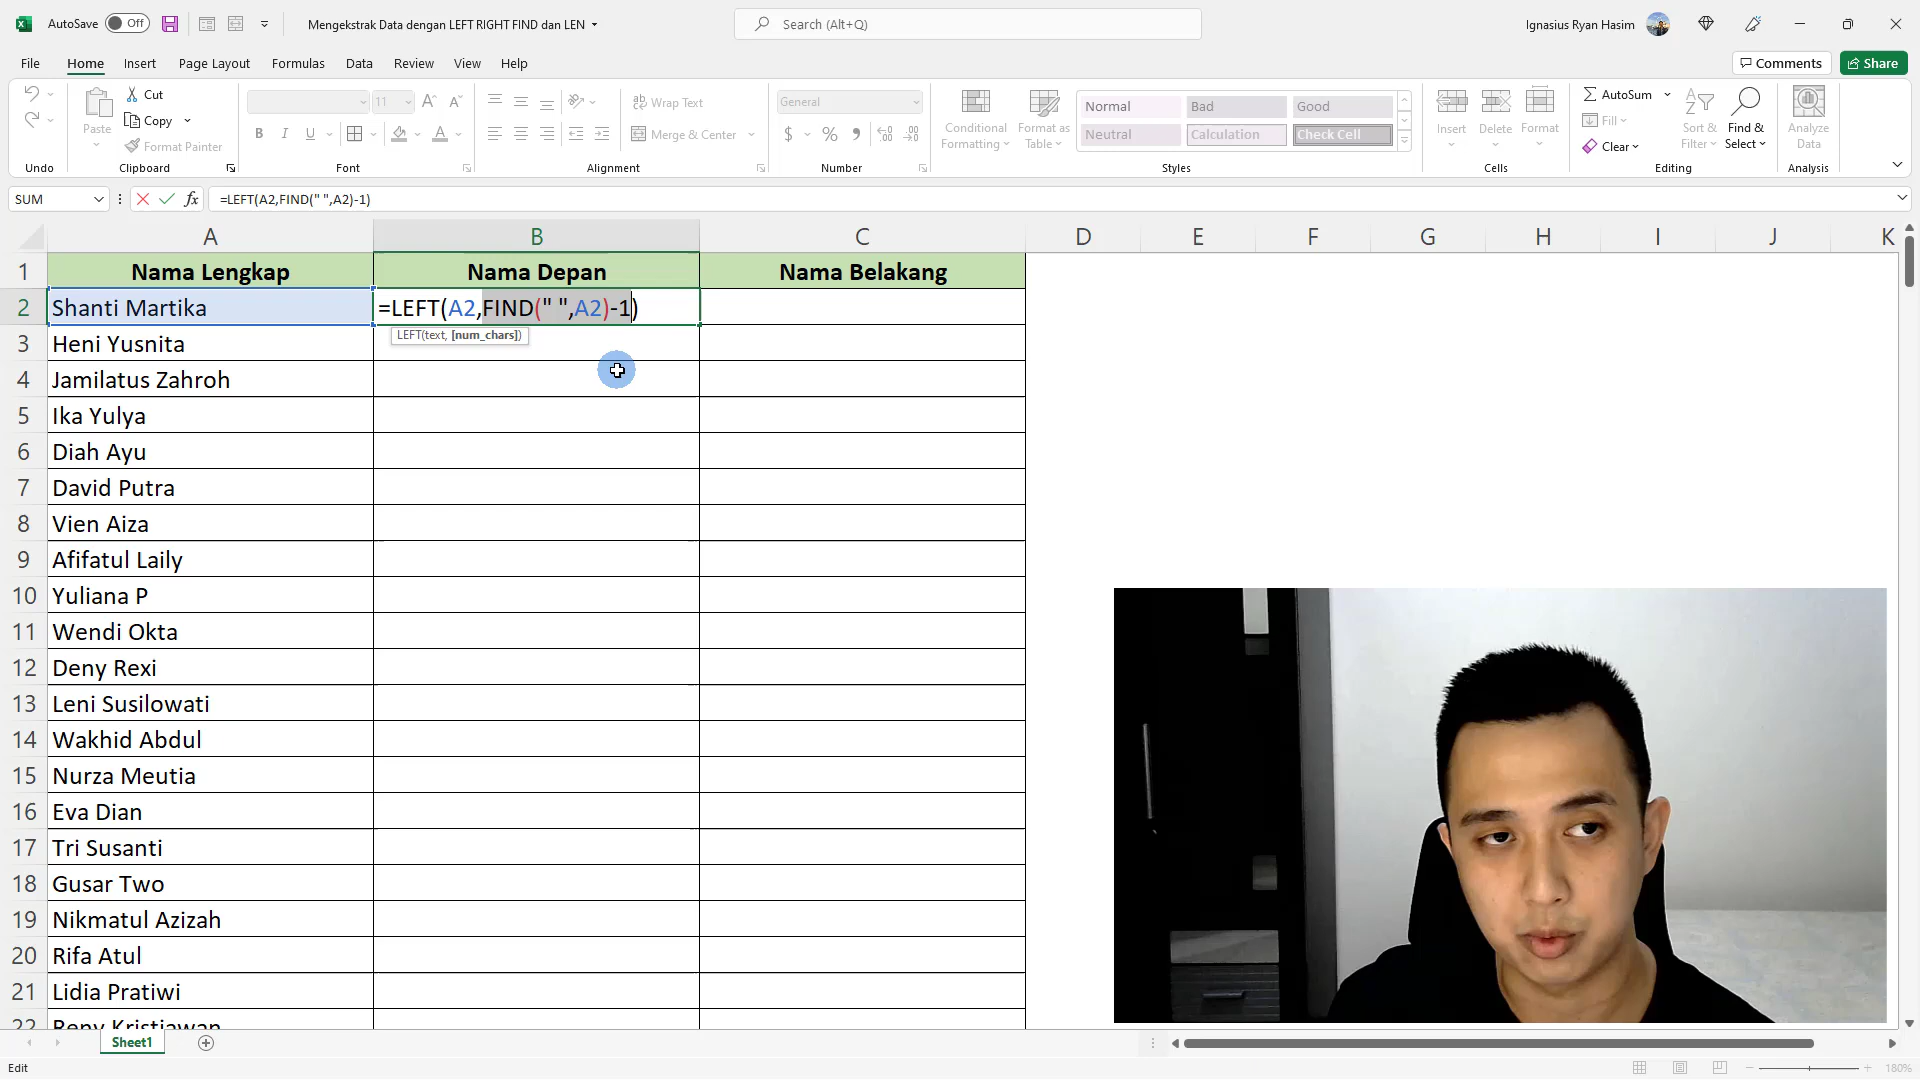 AutoSave Off
Mengekstrak Data dengan LEFT RIGHT FIND dan LEN
Search (Alt+Q)
Ignasius Ryan Hasim
File Home Insert Page Layout Formulas Data Review View Help
Comments Share
Undo
Paste
Cut
Copy
Format Painter
Clipboard
11
B I U
Font
Wrap Text
Merge & Center
Alignment
General
$ % 9
Number
Conditional Formatting
Format as Table
Normal Bad Good
Neutral Calculation Check Cell
Styles
Insert Delete Format
Cells
AutoSum
Fill
Clear
Sort & Filter
Find & Select
Editing
Analyze Data
Analysis
SUM fx =LEFT(A2,FIND(" ",A2)-1)
A B C D E F G H I J K
1 Nama Lengkap Nama Depan Nama Belakang
2 Shanti Martika =LEFT(A2,FIND(" ",A2)-1)
LEFT(text, [num_chars])
3 Heni Yusnita
4 Jamilatus Zahroh
5 Ika Yulya
6 Diah Ayu
7 David Putra
8 Vien Aiza
9 Afifatul Laily
10 Yuliana P
11 Wendi Okta
12 Deny Rexi
13 Leni Susilowati
14 Wakhid Abdul
15 Nurza Meutia
16 Eva Dian
17 Tri Susanti
18 Gusar Two
19 Nikmatul Azizah
20 Rifa Atul
21 Lidia Pratiwi
22 Reny Kristiawan
Sheet1
Edit
180%